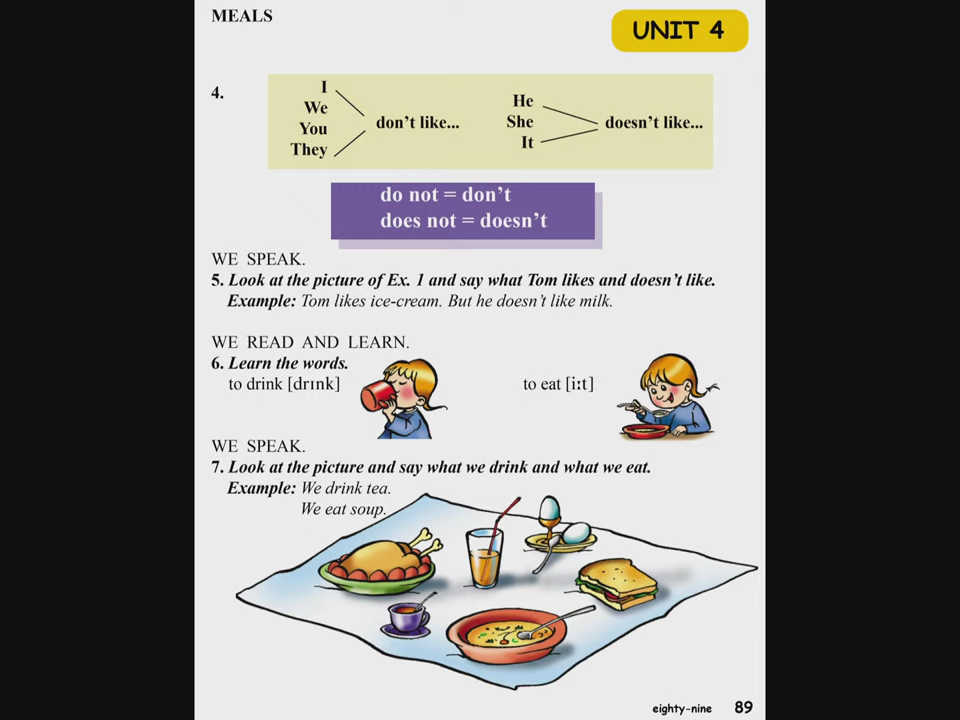 MEALS
UNIT 4
4.
I
We
You
They
don't like...
He
She
It
doesn't like...
do not = don't
does not = doesn't
WE SPEAK.
5. Look at the picture of Ex. 1 and say what Tom likes and doesn't like.
Example: Tom likes ice-cream. But he doesn't like milk.
WE READ AND LEARN.
6. Learn the words.
to drink [drɪnk]
to eat [i:t]
WE SPEAK.
7. Look at the picture and say what we drink and what we eat.
Example: We drink tea.
We eat soup.
eighty-nine 89